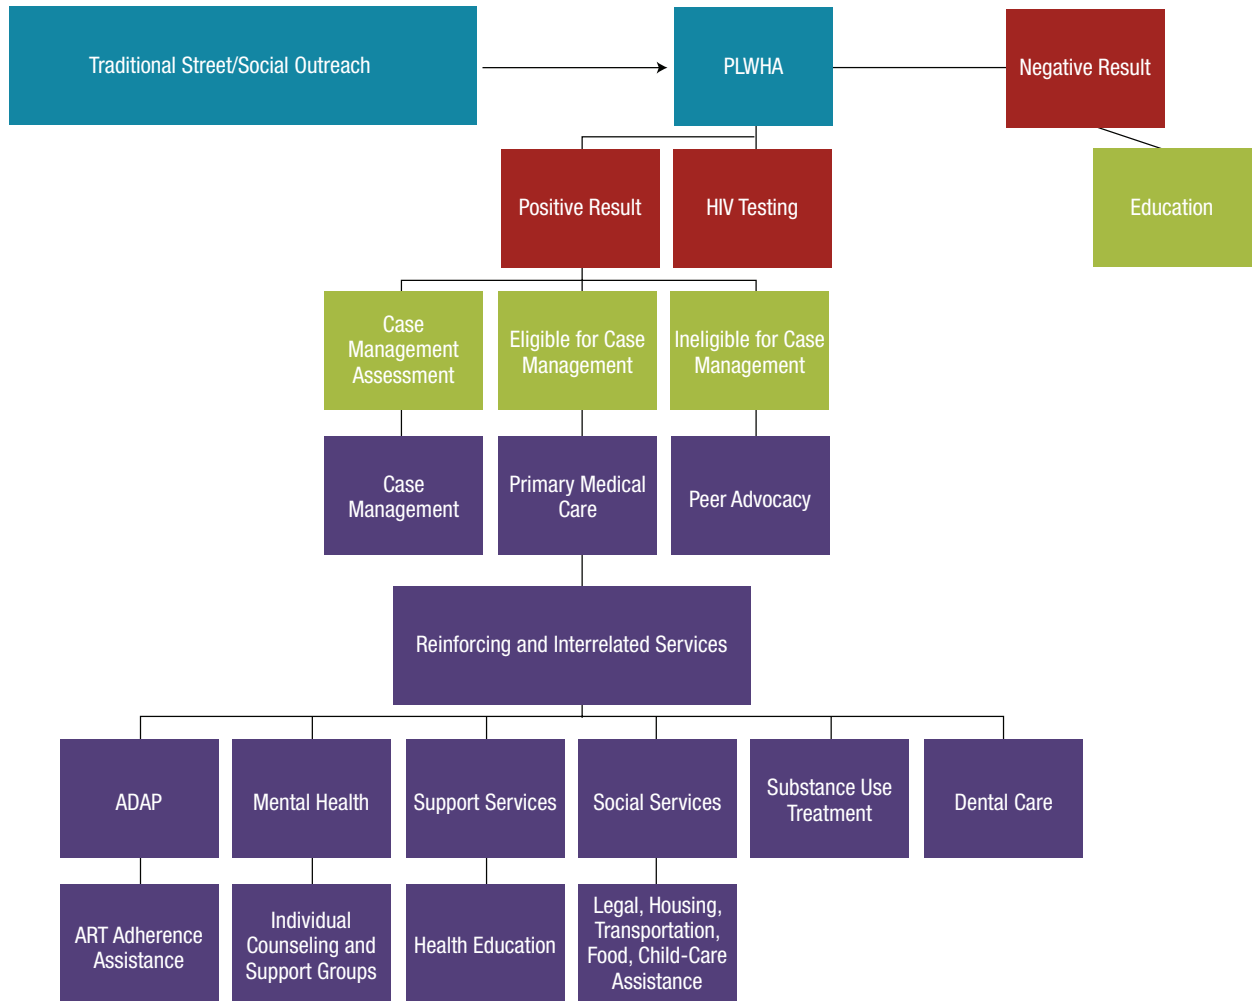 Traditional Street/Social Outreach
PLWHA
Negative Result
Positive Result
HIV Testing
Education
Case
Management
Assessment
Eligible for Case
Management
Ineligible for Case
Management
Case
Management
Primary Medical
Care
Peer Advocacy
Reinforcing and Interrelated Services
ADAP
Mental Health
Support Services
Social Services
Substance Use
Treatment
Dental Care
ART Adherence
Assistance
Individual
Counseling and
Support Groups
Health Education
Legal, Housing,
Transportation,
Food, Child-Care
Assistance